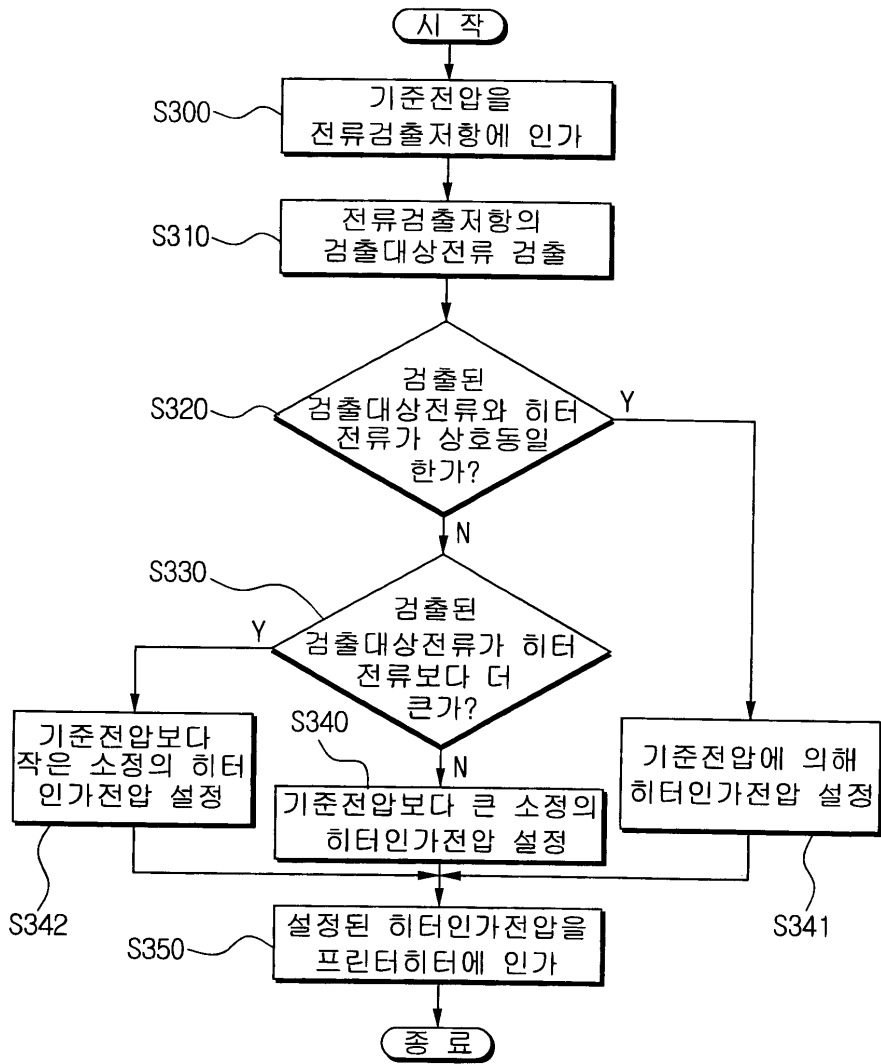 시 작
S300
기준전압을
전류검출저항에 인가
S310
전류검출저항의
검출대상전류 검출
S320
검출된
검출대상전류와 히터
전류가 상호동일
한가?
Y
N
S330
검출된
검출대상전류가 히터
전류보다 더
큰가?
Y
N
기준전압보다
작은 소정의 히터
인가전압 설정
S342
S340
기준전압보다 큰 소정의
히터인가전압 설정
기준전압에 의해
히터인가전압 설정
S341
S350
설정된 히터인가전압을
프린터히터에 인가
종 료